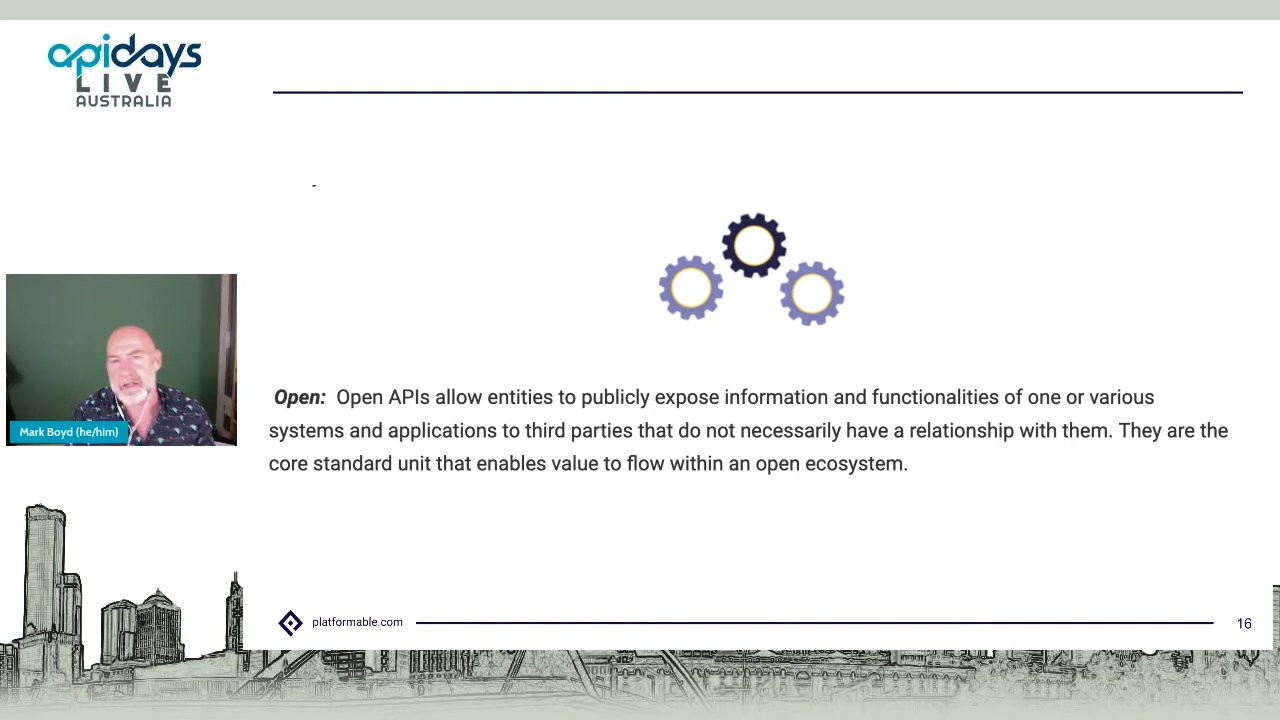 apidays
LIVE
AUSTRALIA
Open: Open APIs allow entities to publicly expose information and functionalities of one or various
systems and applications to third parties that do not necessarily have a relationship with them. They are the
core standard unit that enables value to flow within an open ecosystem.
Mark Boyd (he/him)
platformable.com
16